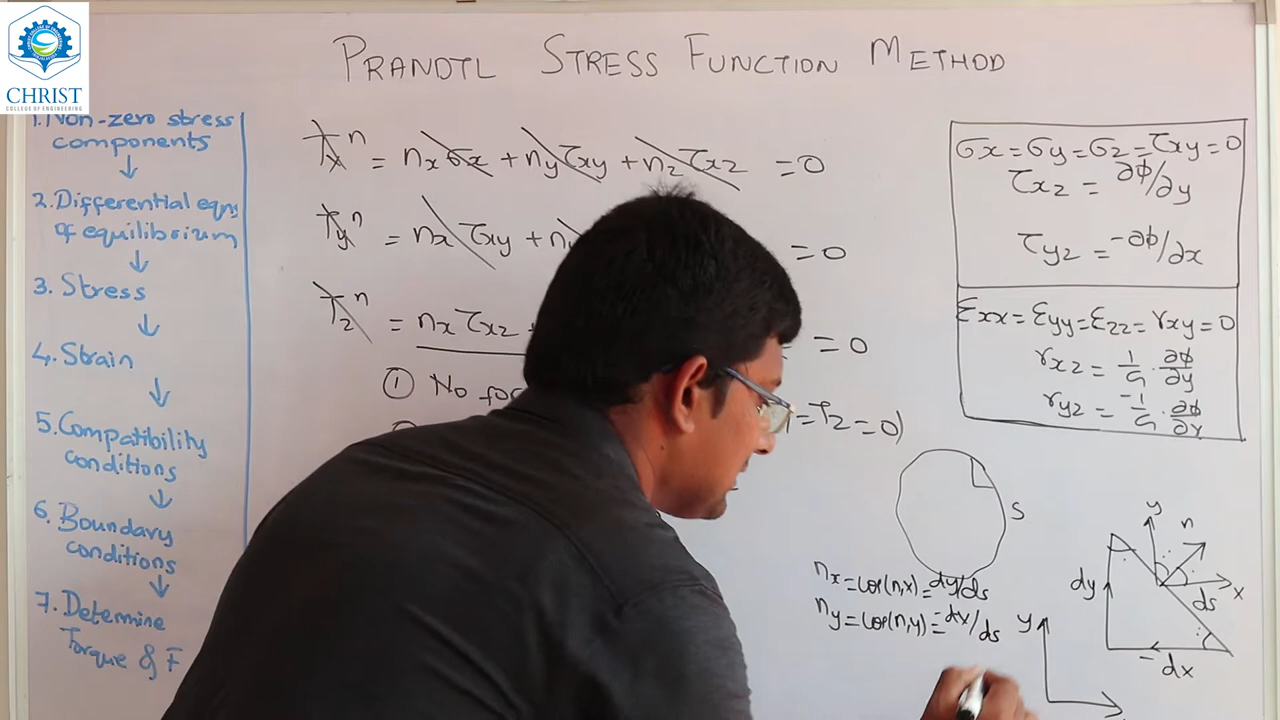 CHRIST
COLLEGE OF ENGINEERING
PRANDTL STRESS FUNCTION METHOD
1. Non-zero stress
components
↓
2. Differential eqns
of equilibrium
↓
3. Stress
↓
4. Strain
↓
5. Compatibility
conditions
↓
6. Boundary
conditions
↓
7. Determine
Torque & F
Tx^n = nx σx + ny τxy + nz τxz = 0
Ty^n = nx τxy + ny = 0
Tz^n = nx τxz = 0
① No for
= Tz = 0)
σx = σy = σz = τxy = 0
τxz = ∂ϕ/∂y
τyz = -∂ϕ/∂x
εxx = εyy = εzz = γxy = 0
γxz = 1/G · ∂ϕ/∂y
γyz = -1/G · ∂ϕ/∂x
S
nx = cos(n,x) = dy/ds
ny = cos(n,y) = dx/ds
y
y
n
x
ds
dy
- dx